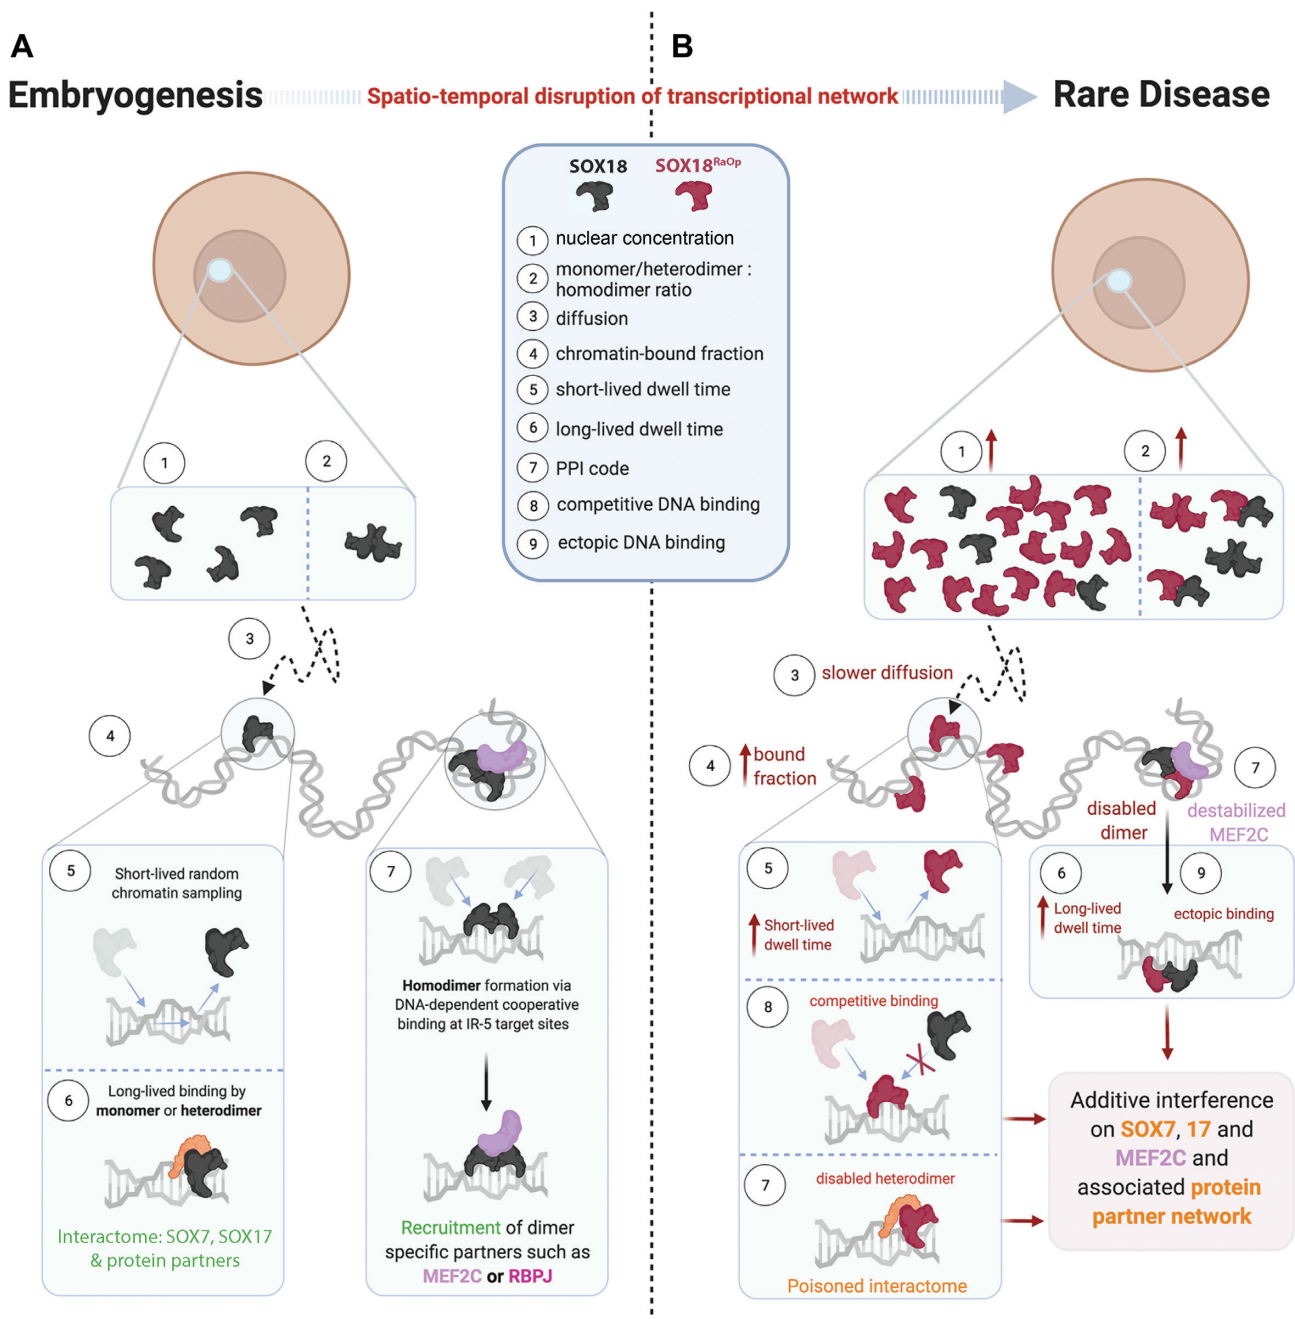 A
B
Embryogenesis
Spatio-temporal disruption of transcriptional network
Rare Disease
SOX18
SOX18RaOp
1 nuclear concentration
2 monomer/heterodimer :
homodimer ratio
3 diffusion
4 chromatin-bound fraction
5 short-lived dwell time
6 long-lived dwell time
7 PPI code
8 competitive DNA binding
9 ectopic DNA binding
1
2
3
4
5
Short-lived random
chromatin sampling
6
Long-lived binding by
monomer or heterodimer
Interactome: SOX7, SOX17
& protein partners
7
Homodimer formation via
DNA-dependent cooperative
binding at IR-5 target sites
Recruitment of dimer
specific partners such as
MEF2C or RBPJ
1
2
3 slower diffusion
4 bound
fraction
7
disabled
dimer
destabilized
MEF2C
5
Short-lived
dwell time
8
competitive binding
7
disabled heterodimer
Poisoned interactome
6
Long-lived
dwell time
9
ectopic binding
Additive interference
on SOX7, 17 and
MEF2C and
associated protein
partner network